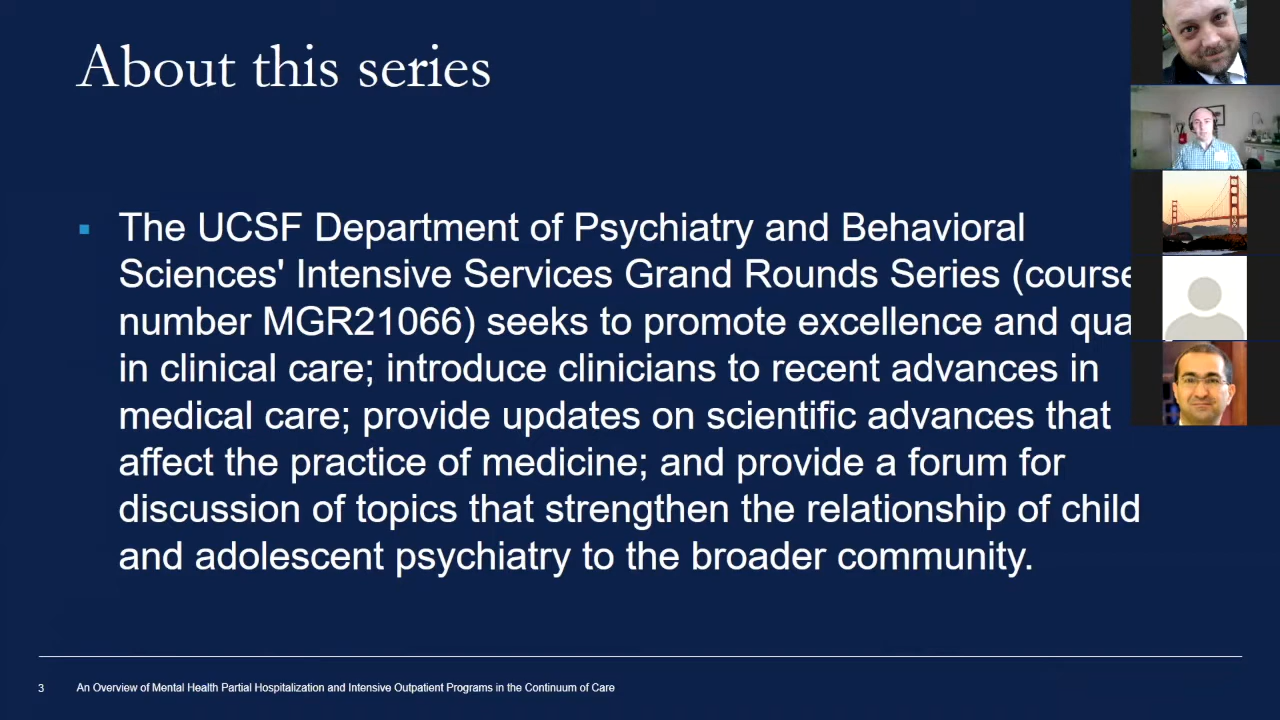 About this series
The UCSF Department of Psychiatry and Behavioral
Sciences' Intensive Services Grand Rounds Series (course
number MGR21066) seeks to promote excellence and
in clinical care; introduce clinicians to recent advances in
medical care; provide updates on scientific advances that
affect the practice of medicine; and provide a forum for
discussion of topics that strengthen the relationship of child
and adolescent psychiatry to the broader community.
3 An Overview of Mental Health Partial Hospitalization and Intensive Outpatient Programs in the Continuum of Care